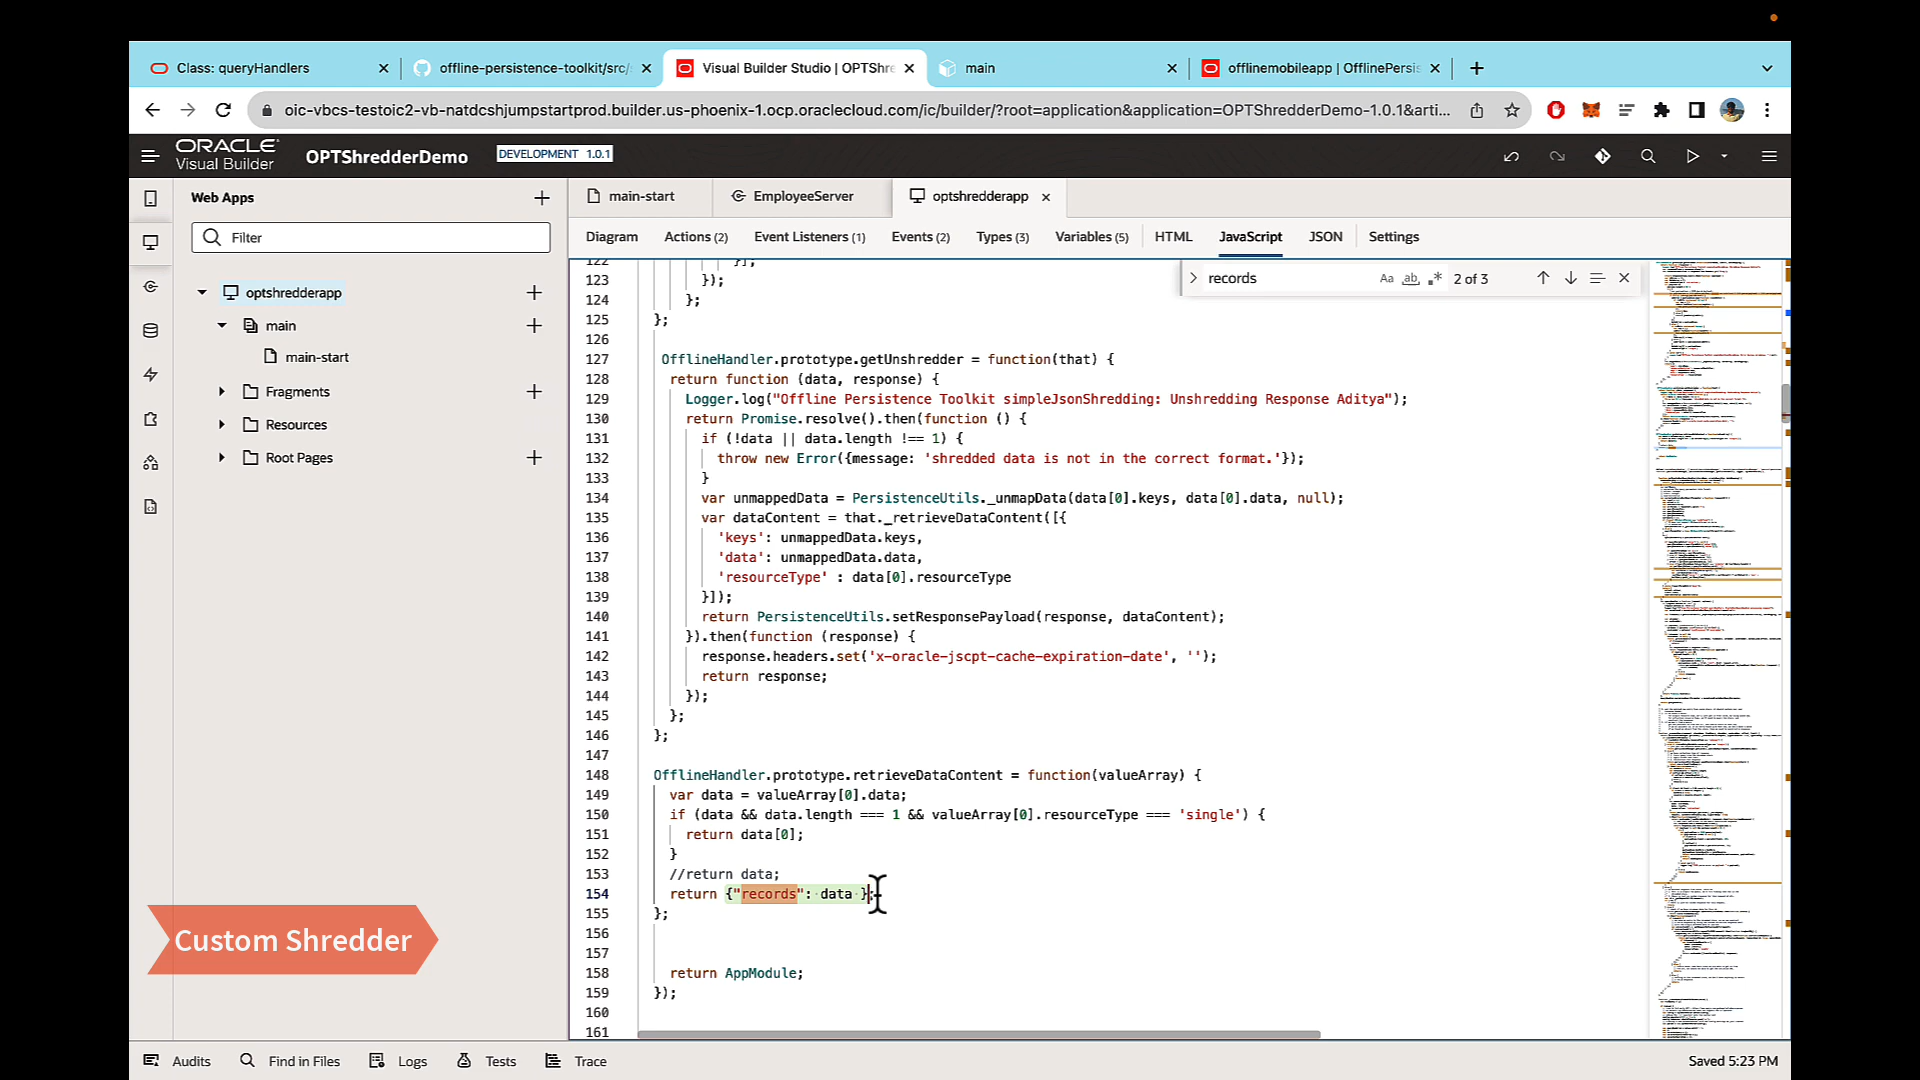 Class: queryHandlers
offline-persistence-toolkit/src/
Visual Builder Studio | OPTShre
main
offlinemobileapp | OfflinePersis
oic-vbcs-testoic2-vb-natdcshjumpstartprod.builder.us-phoenix-1.ocp.oraclecloud.com/ic/builder/?root=application&application=OPTShredderDemo-1.0.1&arti...
ORACLE
Visual Builder
OPTShredderDemo
DEVELOPMENT 1.0.1
Web Apps
main-start
EmployeeServer
optshredderapp
Filter
Diagram
Actions (2)
Event Listeners (1)
Events (2)
Types (3)
Variables (5)
HTML
JavaScript
JSON
Settings
records
Aa
ab
2 of 3
optshredderapp
main
main-start
Fragments
Resources
Root Pages
122 }];
123 });
124 };
125 };
126
127 OfflineHandler.prototype.getUnshredder = function(that) {
128 return function (data, response) {
129 Logger.log("Offline Persistence Toolkit simpleJsonShredding: Unshredding Response Aditya");
130 return Promise.resolve().then(function () {
131 if (!data || data.length !== 1) {
132 throw new Error({message: 'shredded data is not in the correct format.'});
133 }
134 var unmappedData = PersistenceUtils._unmapData(data[0].keys, data[0].data, null);
135 var dataContent = that._retrieveDataContent([{
136 'keys': unmappedData.keys,
137 'data': unmappedData.data,
138 'resourceType' : data[0].resourceType
139 }]);
140 return PersistenceUtils.setResponsePayload(response, dataContent);
141 }).then(function (response) {
142 response.headers.set('x-oracle-jscpt-cache-expiration-date', '');
143 return response;
144 });
145 };
146 };
147
148 OfflineHandler.prototype.retrieveDataContent = function(valueArray) {
149 var data = valueArray[0].data;
150 if (data && data.length === 1 && valueArray[0].resourceType === 'single') {
151 return data[0];
152 }
153 //return data;
154 return {"records": data };
155 };
156
157
158 return AppModule;
159 });
160
161
Custom Shredder
Audits
Find in Files
Logs
Tests
Trace
Saved 5:23 PM